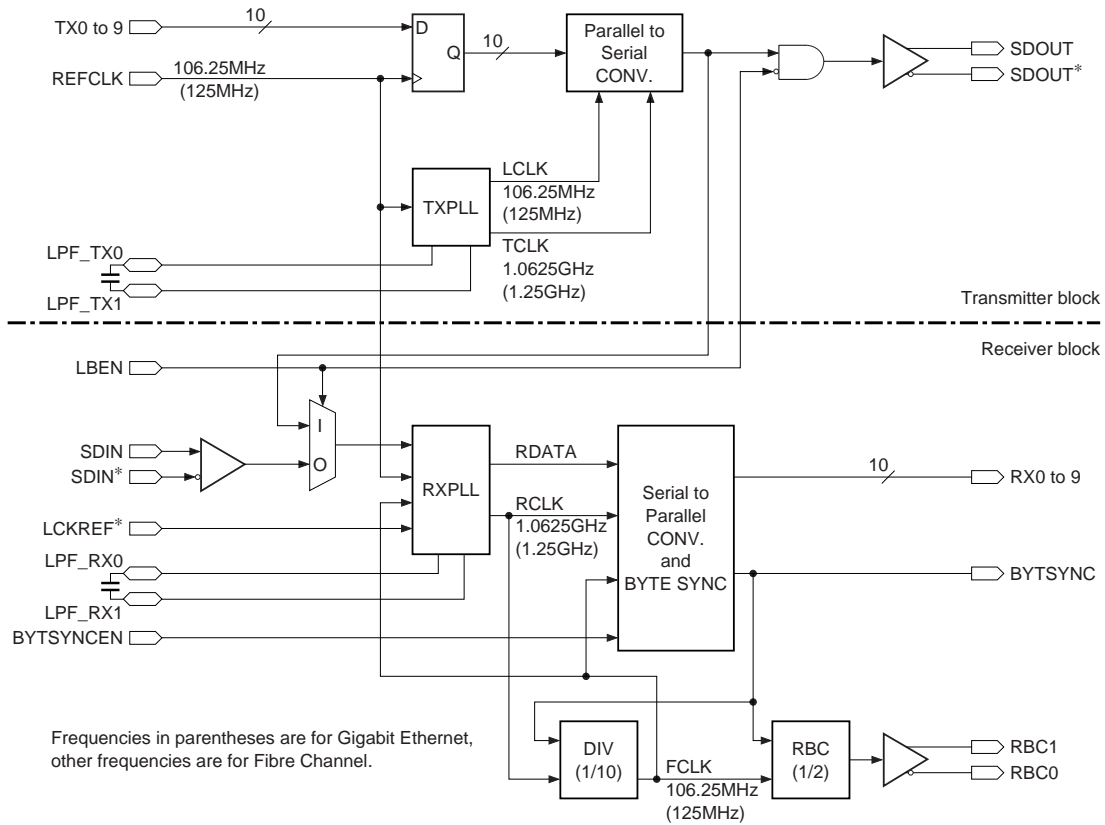 TX0 to 9
10
D
Q
10
Parallel to
Serial
CONV.
SDOUT
SDOUT*
REFCLK
106.25MHz
(125MHz)
TXPLL
LCLK
106.25MHz
(125MHz)
TCLK
1.0625GHz
(1.25GHz)
LPF_TX0
LPF_TX1
Transmitter block
Receiver block
LBEN
I
O
SDIN
SDIN*
RXPLL
RDATA
RCLK
1.0625GHz
(1.25GHz)
Serial to
Parallel
CONV.
and
BYTE SYNC
10
RX0 to 9
LCKREF*
LPF_RX0
LPF_RX1
BYTSYNC
BYTSYNCEN
Frequencies in parentheses are for Gigabit Ethernet,
other frequencies are for Fibre Channel.
DIV
(1/10)
FCLK
106.25MHz
(125MHz)
RBC
(1/2)
RBC1
RBC0